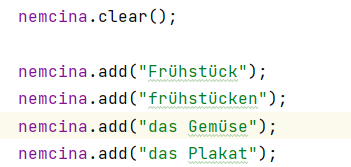 nemcina.clear();
nemcina.add("Frühstück");
nemcina.add("frühstücken");
nemcina.add("das Gemüse");
nemcina.add("das Plakat");